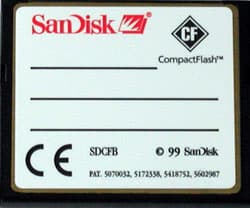 SanDisk
CF
CompactFlash™
CE SDCFB © 99 SanDisk
PAT. 5070032, 5172338, 5418752, 5602987